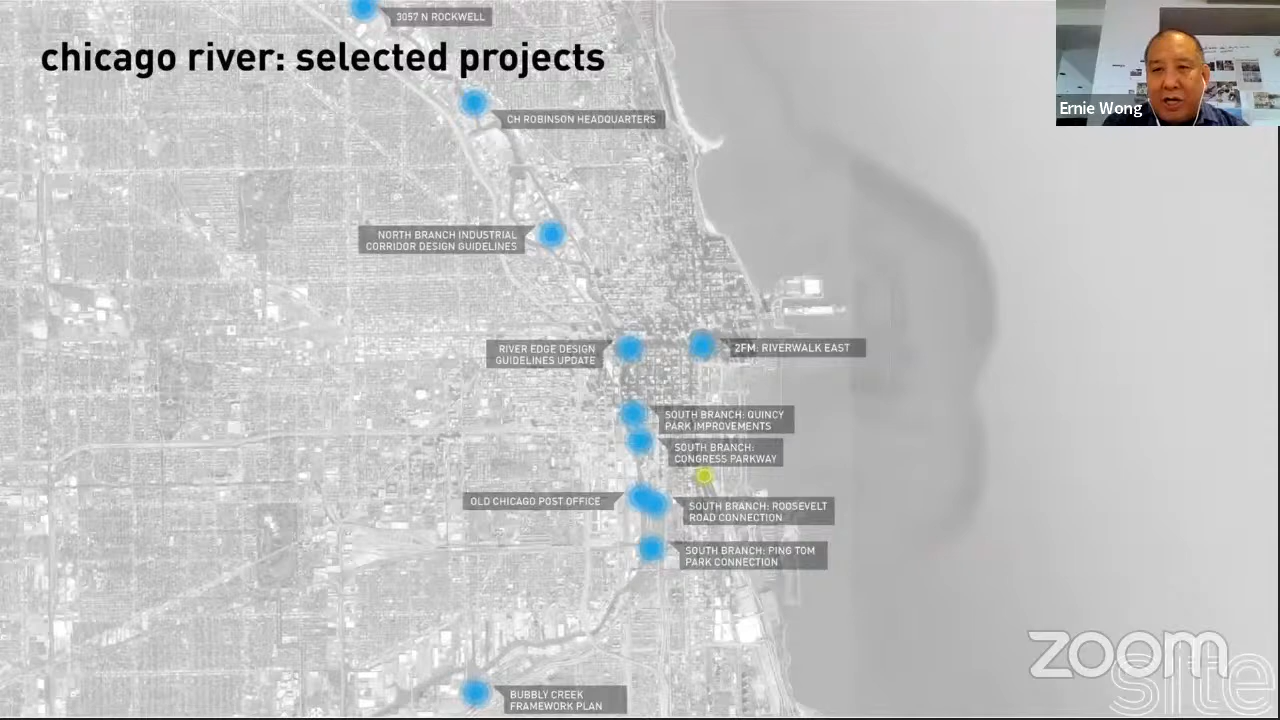 3057 N ROCKWELL
chicago river: selected projects
Ernie Wong
CH ROBINSON HEADQUARTERS
NORTH BRANCH INDUSTRIAL
CORRIDOR DESIGN GUIDELINES
RIVER EDGE DESIGN
GUIDELINES UPDATE
2FM: RIVERWALK EAST
SOUTH BRANCH: QUINCY
PARK IMPROVEMENTS
SOUTH BRANCH:
CONGRESS PARKWAY
OLD CHICAGO POST OFFICE
SOUTH BRANCH: ROOSEVELT
ROAD CONNECTION
SOUTH BRANCH: PING TOM
PARK CONNECTION
BUBBLY CREEK
FRAMEWORK PLAN
zoom
site